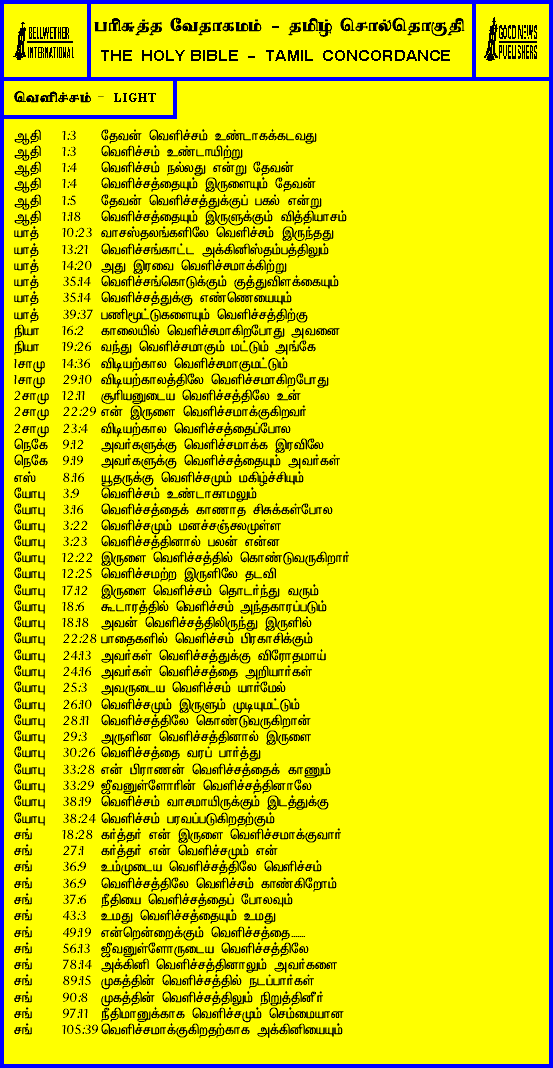 BELLWETHER
INTERNATIONAL
பரிசுத்த வேதாகமம் - தமிழ் சொல்தொகுதி
THE HOLY BIBLE - TAMIL CONCORDANCE
GOOD NEWS
PUBLISHERS
வெளிச்சம் - LIGHT
ஆதி 1:3 தேவன் வெளிச்சம் உண்டாகக்கடவது
ஆதி 1:3 வெளிச்சம் உண்டாயிற்று
ஆதி 1:4 வெளிச்சம் நல்லது என்று தேவன்
ஆதி 1:4 வெளிச்சத்தையும் இருளையும் தேவன்
ஆதி 1:5 தேவன் வெளிச்சத்துக்குப் பகல் என்று
ஆதி 1:18 வெளிச்சத்தையும் இருளுக்கும் வித்தியாசம்
யாத் 10:23 வாசஸ்தலங்களிலே வெளிச்சம் இருந்தது
யாத் 13:21 வெளிச்சங்காட்ட அக்கினிஸ்தம்பத்திலும்
யாத் 14:20 அது இரவை வெளிச்சமாக்கிற்று
யாத் 35:14 வெளிச்சங்கொடுக்கும் குத்துவிளக்கையும்
யாத் 35:14 வெளிச்சத்துக்கு எண்ணெயையும்
யாத் 39:37 பணிமூட்டுகளையும் வெளிச்சத்திற்கு
நியா 16:2 காலையில் வெளிச்சமாகிறபோது அவனை
நியா 19:26 வந்து வெளிச்சமாகும் மட்டும் அங்கே
1சாமு 14:36 விடியற்கால வெளிச்சமாகுமட்டும்
1சாமு 29:10 விடியற்காலத்திலே வெளிச்சமாகிறபோது
2சாமு 12:11 சூரியனுடைய வெளிச்சத்திலே உன்
2சாமு 22:29 என் இருளை வெளிச்சமாக்குகிறவர்
2சாமு 23:4 விடியற்கால வெளிச்சத்தைப்போல
நெகே 9:12 அவர்களுக்கு வெளிச்சமாக்க இரவிலே
நெகே 9:19 அவர்களுக்கு வெளிச்சத்தையும் அவர்கள்
எஸ் 8:16 யூதருக்கு வெளிச்சமும் மகிழ்ச்சியும்
யோபு 3:9 வெளிச்சம் உண்டாகாமலும்
யோபு 3:16 வெளிச்சத்தைக் காணாத சிசுக்கள்போல
யோபு 3:22 வெளிச்சமும் மனச்சஞ்சலமுள்ள
யோபு 3:23 வெளிச்சத்தினால் பலன் என்ன
யோபு 12:22 இருளை வெளிச்சத்தில் கொண்டுவருகிறார்
யோபு 12:25 வெளிச்சமற்ற இருளிலே தடவி
யோபு 17:12 இருளை வெளிச்சம் தொடர்ந்து வரும்
யோபு 18:6 கூடாரத்தில் வெளிச்சம் அந்தகாரப்படும்
யோபு 18:18 அவன் வெளிச்சத்திலிருந்து இருளில்
யோபு 22:28 பாதைகளில் வெளிச்சம் பிரகாசிக்கும்
யோபு 24:13 அவர்கள் வெளிச்சத்துக்கு விரோதமாய்
யோபு 24:16 அவர்கள் வெளிச்சத்தை அறியார்கள்
யோபு 25:3 அவருடைய வெளிச்சம் யார்மேல்
யோபு 26:10 வெளிச்சமும் இருளும் முடியுமட்டும்
யோபு 28:11 வெளிச்சத்திலே கொண்டுவருகிறான்
யோபு 29:3 அருளின வெளிச்சத்தினால் இருளை
யோபு 30:26 வெளிச்சத்தை வரப் பார்த்து
யோபு 33:28 என் பிராணன் வெளிச்சத்தைக் காணும்
யோபு 33:29 ஜீவனுள்ளோரின் வெளிச்சத்தினாலே
யோபு 38:19 வெளிச்சம் வாசமாயிருக்கும் இடத்துக்கு
யோபு 38:24 வெளிச்சம் பரவப்படுகிறதற்கும்
சங் 18:28 கர்த்தர் என் இருளை வெளிச்சமாக்குவார்
சங் 27:1 கர்த்தர் என் வெளிச்சமும் என்
சங் 36:9 உம்முடைய வெளிச்சத்திலே வெளிச்சம்
சங் 36:9 வெளிச்சத்திலே வெளிச்சம் காண்கிறோம்
சங் 37:6 நீதியை வெளிச்சத்தைப் போலவும்
சங் 43:3 உமது வெளிச்சத்தையும் உமது
சங் 49:19 என்றென்றைக்கும் வெளிச்சத்தை.......
சங் 56:13 ஜீவனுள்ளோருடைய வெளிச்சத்திலே
சங் 78:14 அக்கினி வெளிச்சத்தினாலும் அவர்களை
சங் 89:15 முகத்தின் வெளிச்சத்தில் நடப்பார்கள்
சங் 90:8 முகத்தின் வெளிச்சத்திலும் நிறுத்தினீர்
சங் 97:11 நீதிமானுக்காக வெளிச்சமும் செம்மையான
சங் 105:39 வெளிச்சமாக்குகிறதற்காக அக்கினியையும்